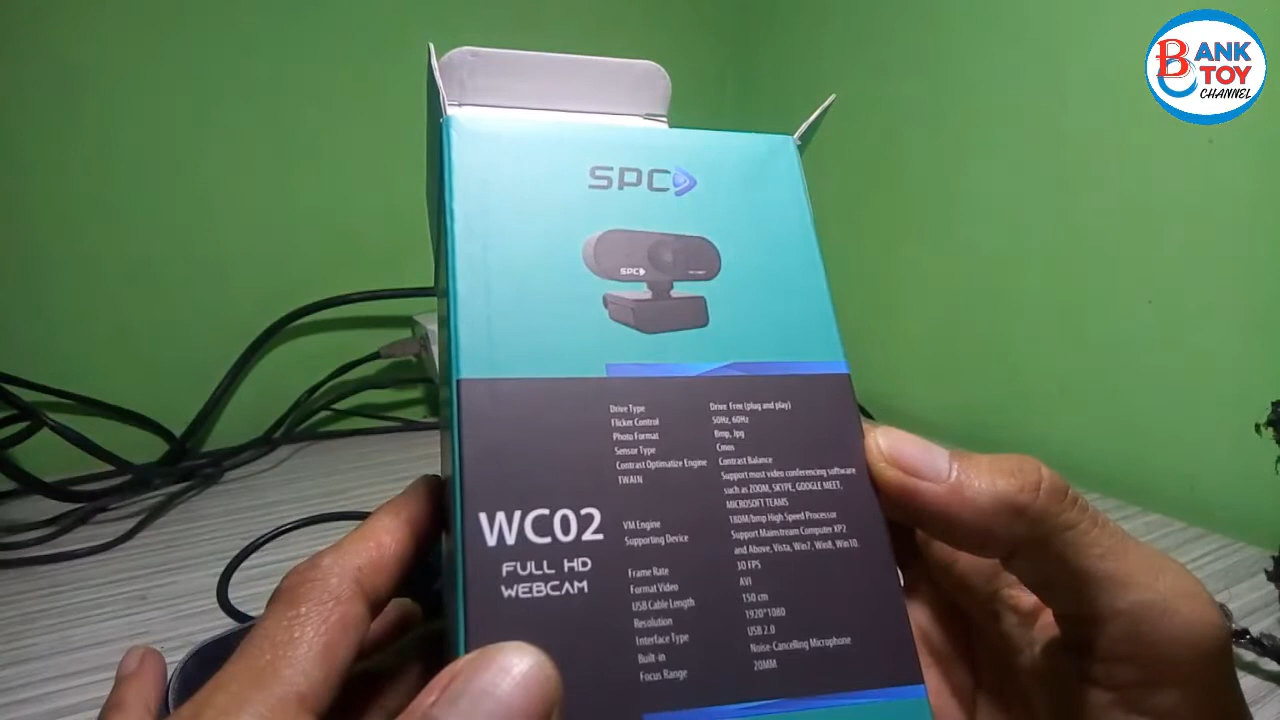 BANK
TOY
CHANNEL
SPC
SPC
Drive Type Drive Free (plug and play)
Flicker Control 50Hz, 60Hz
Photo Format Bmp, Jpg
Sensor Type Cmos
Contrast Optimatize Engine Contrast Balance
TWAIN Support most video conferencing software
such as ZOOM, SKYPE, GOOGLE MEET,
MICROSOFT TEAMS
VM Engine 180M/bmp High Speed Processor
Supporting Device Support Mainstream Computer XP2
and Above, Vista, Win7, Win8, Win10.
Frame Rate 30 FPS
Format Video AVI
USB Cable Length 150 cm
Resolution 1920*1080
Interface Type USB 2.0
Built-in Noise-Cancelling Microphone
Focus Range 20MM
WC02
FULL HD
WEBCAM